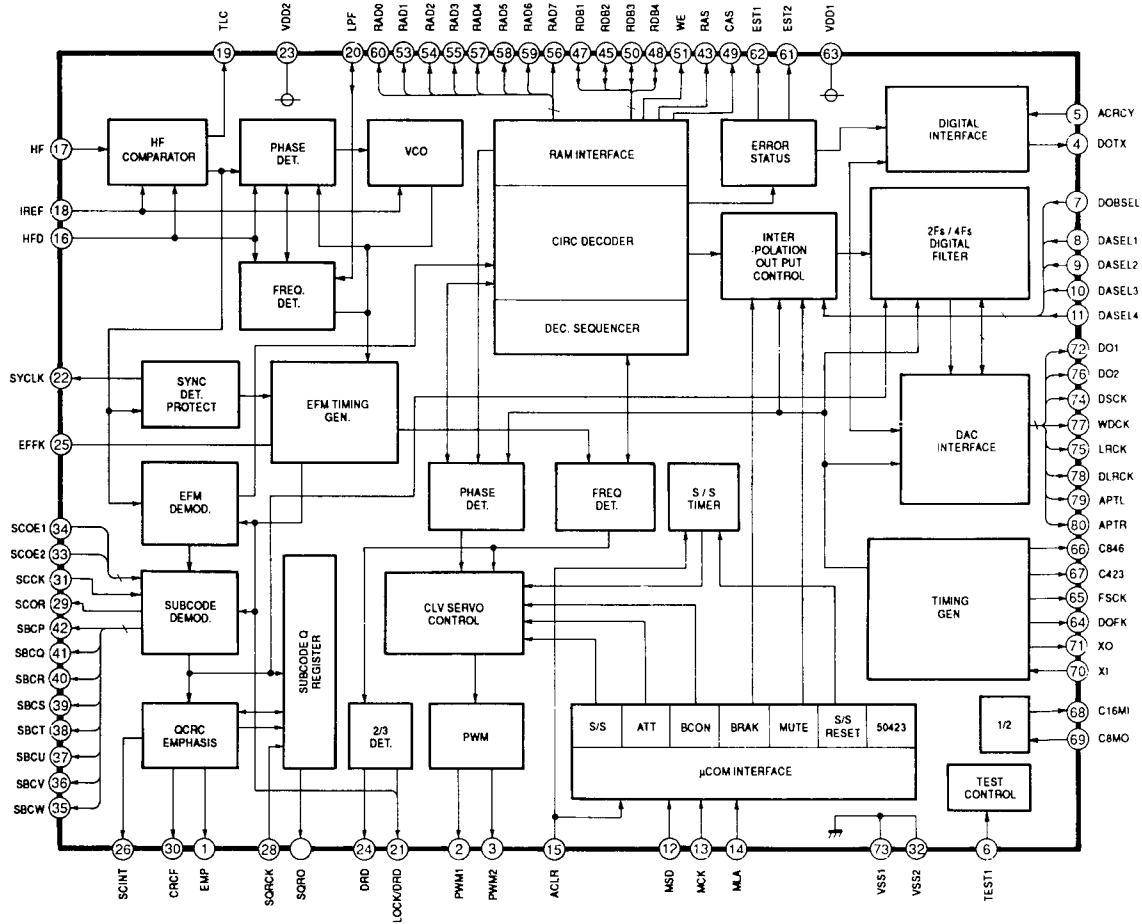 TLC
VDD2
LPF
RAD0
RAD1
RAD2
RAD3
RAD4
RAD5
RAD6
RAD7
RDB1
RDB2
RDB3
RDB4
WE
RAS
CAS
EST1
EST2
VDD1
19
23
20
60
53
54
55
57
58
59
56
47
45
50
48
51
43
49
62
61
63
HF 17
IREF 18
HFD 16
HF
COMPARATOR
PHASE
DET.
VCO
FREQ.
DET.
RAM INTERFACE
CIRC DECODER
DEC. SEQUENCER
ERROR
STATUS
DIGITAL
INTERFACE
5 ACRCY
4 DOTX
INTER
-POLATION
OUT PUT
CONTROL
2Fs / 4Fs
DIGITAL
FILTER
7 DOBSEL
8 DASEL1
9 DASEL2
10 DASEL3
11 DASEL4
SYCLK 22
EFFK 25
SYNC
DET.
PROTECT
EFM TIMING
GEN.
DAC
INTERFACE
72 DO1
76 DO2
74 DSCK
77 WDCK
75 LRCK
78 DLRCK
79 APTL
80 APTR
EFM
DEMOD.
PHASE
DET.
FREQ
DET.
S / S
TIMER
SCOE1 34
SCOE2 33
SCCK 31
SCOR 29
SBCP 42
SBCQ 41
SBCR 40
SBCS 39
SBCT 38
SBCU 37
SBCV 36
SBCW 35
SUBCODE
DEMOD.
SUBCODE Q
REGISTER
CLV SERVO
CONTROL
TIMING
GEN
66 C846
67 C423
65 FSCK
64 DOFK
71 XO
70 XI
QCRC
EMPHASIS
2/3
DET.
PWM
S/S
ATT
BCON
BRAK
MUTE
S/S
RESET
50423
µCOM INTERFACE
1/2
68 C16MI
69 C8MO
TEST
CONTROL
26
30
1
28
24
21
2
3
15
12
13
14
73
32
6
SCINT
CRCF
EMP
SQRCK
SQRO
DRD
LOCK/DRD
PWM1
PWM2
ACLR
MSD
MCK
MLA
VSS1
VSS2
TEST1